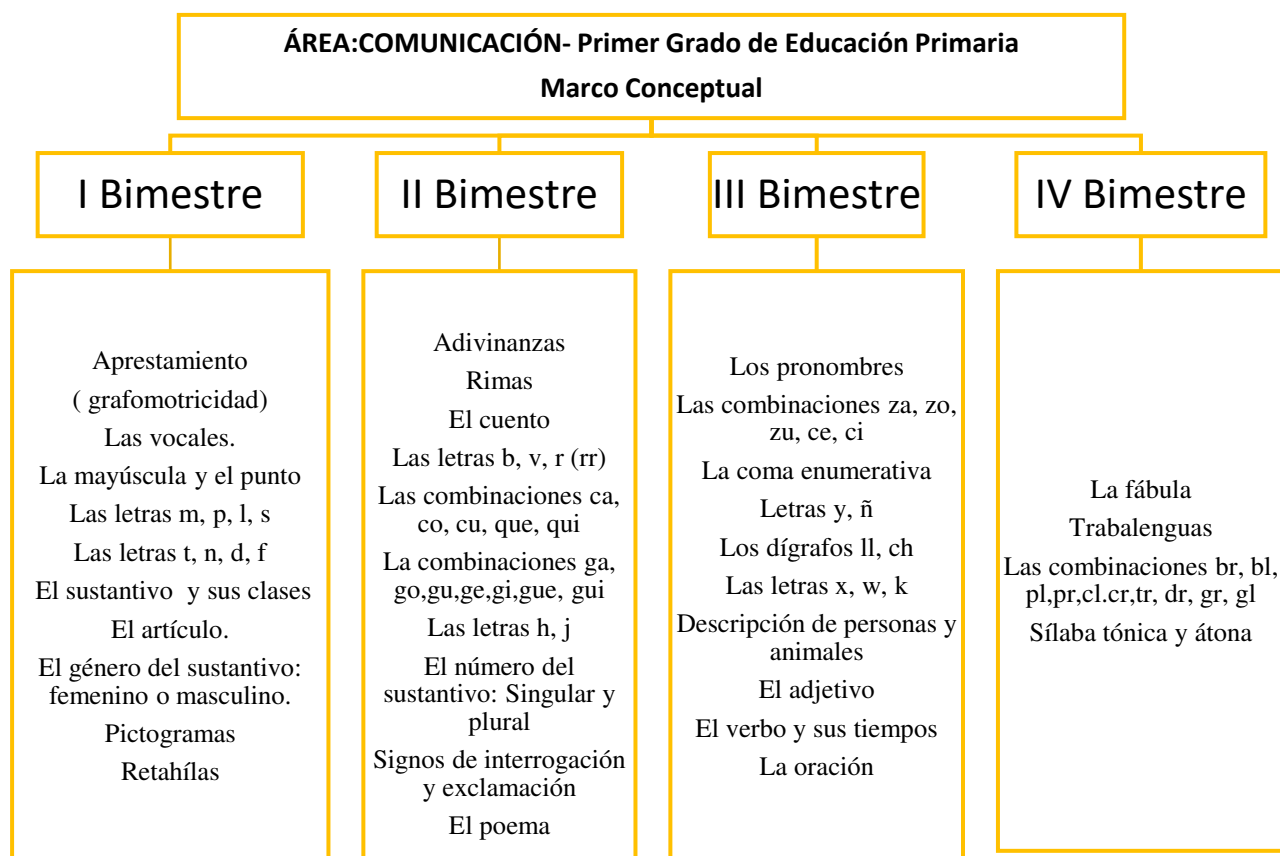 ÁREA:COMUNICACIÓN- Primer Grado de Educación Primaria
Marco Conceptual
I Bimestre
Aprestamiento
( grafomotricidad)
Las vocales.
La mayúscula y el punto
Las letras m, p, l, s
Las letras t, n, d, f
El sustantivo y sus clases
El artículo.
El género del sustantivo:
femenino o masculino.
Pictogramas
Retahílas
II Bimestre
Adivinanzas
Rimas
El cuento
Las letras b, v, r (rr)
Las combinaciones ca,
co, cu, que, qui
La combinaciones ga,
go,gu,ge,gi,gue, gui
Las letras h, j
El número del
sustantivo: Singular y
plural
Signos de interrogación
y exclamación
El poema
III Bimestre
Los pronombres
Las combinaciones za, zo,
zu, ce, ci
La coma enumerativa
Letras y, ñ
Los dígrafos ll, ch
Las letras x, w, k
Descripción de personas y
animales
El adjetivo
El verbo y sus tiempos
La oración
IV Bimestre
La fábula
Trabalenguas
Las combinaciones br, bl,
pl,pr,cl.cr,tr, dr, gr, gl
Sílaba tónica y átona